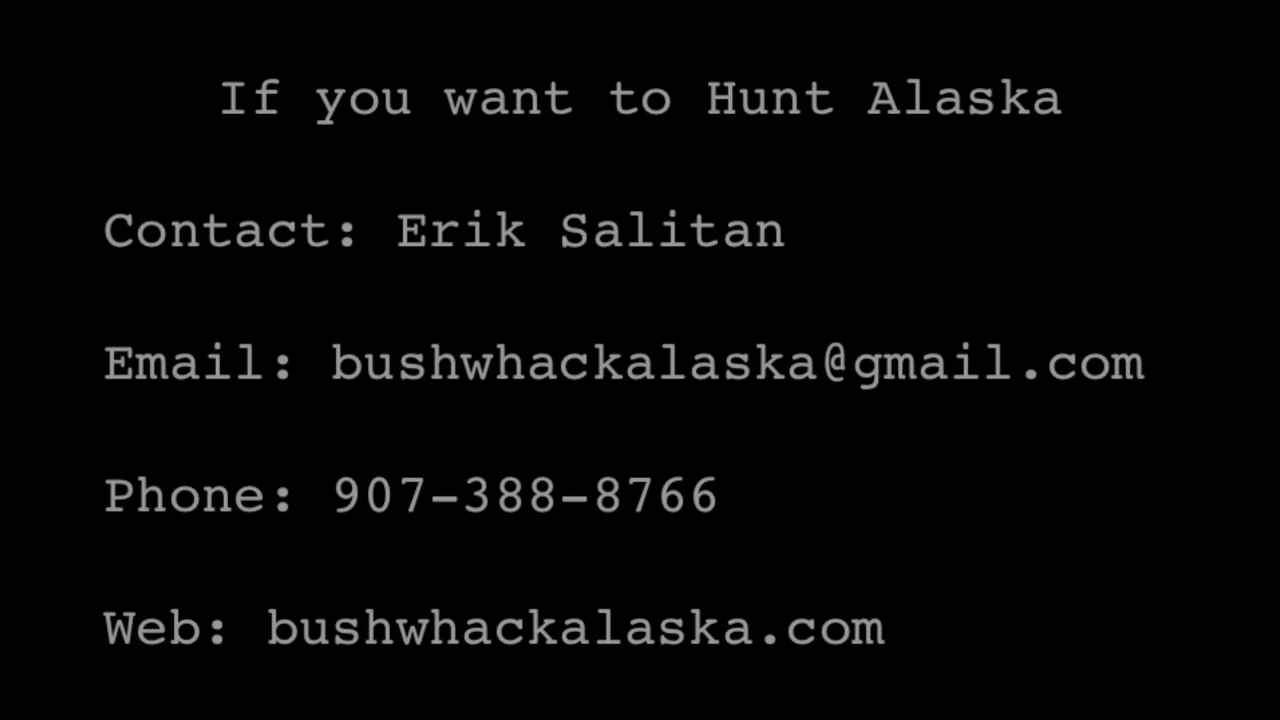 If you want to Hunt Alaska
Contact: Erik Salitan
Email: bushwhackalaska@gmail.com
Phone: 907-388-8766
Web: bushwhackalaska.com